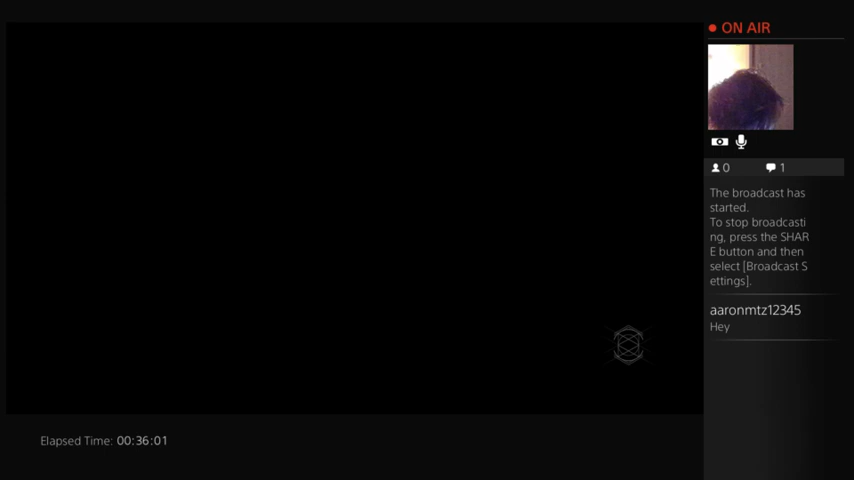 ON AIR
0
1
The broadcast has
started.
To stop broadcasti
ng, press the SHAR
E button and then
select [Broadcast S
ettings].
aaronmtz12345
Hey
Elapsed Time: 00:36:01